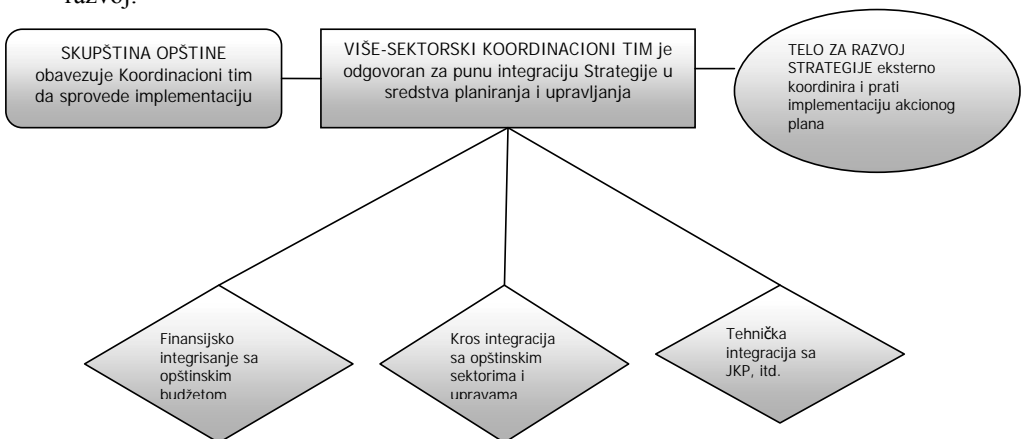 razvoj.
SKUPŠTINA OPŠTINE
obavezuje Koordinacioni tim
da sprovede implementaciju
VIŠE-SEKTORSKI KOORDINACIONI TIM je
odgovoran za punu integraciju Strategije u
sredstva planiranja i upravljanja
TELO ZA RAZVOJ
STRATEGIJE eksterno
koordinira i prati
implementaciju akcionog
plana
Finansijsko
integrisanje sa
opštinskim
budžetom
Kros integracija
sa opštinskim
sektorima i
upravama
Tehnička
integracija sa
JKP, itd.